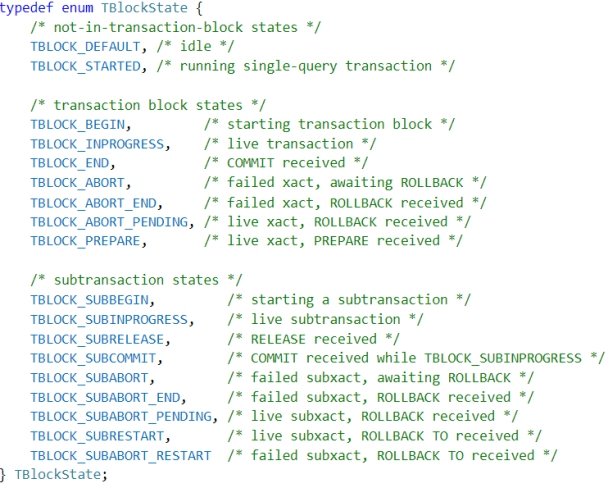 typedef enum TBlockState {
    /* not-in-transaction-block states */
    TBLOCK_DEFAULT, /* idle */
    TBLOCK_STARTED, /* running single-query transaction */

    /* transaction block states */
    TBLOCK_BEGIN,         /* starting transaction block */
    TBLOCK_INPROGRESS,    /* live transaction */
    TBLOCK_END,           /* COMMIT received */
    TBLOCK_ABORT,         /* failed xact, awaiting ROLLBACK */
    TBLOCK_ABORT_END,     /* failed xact, ROLLBACK received */
    TBLOCK_ABORT_PENDING, /* live xact, ROLLBACK received */
    TBLOCK_PREPARE,       /* live xact, PREPARE received */

    /* subtransaction states */
    TBLOCK_SUBBEGIN,         /* starting a subtransaction */
    TBLOCK_SUBINPROGRESS,    /* live subtransaction */
    TBLOCK_SUBRELEASE,       /* RELEASE received */
    TBLOCK_SUBCOMMIT,        /* COMMIT received while TBLOCK_SUBINPROGRESS */
    TBLOCK_SUBABORT,         /* failed subxact, awaiting ROLLBACK */
    TBLOCK_SUBABORT_END,     /* failed subxact, ROLLBACK received */
    TBLOCK_SUBABORT_PENDING, /* live subxact, ROLLBACK received */
    TBLOCK_SUBRESTART,       /* live subxact, ROLLBACK TO received */
    TBLOCK_SUBABORT_RESTART  /* failed subxact, ROLLBACK TO received */
} TBlockState;